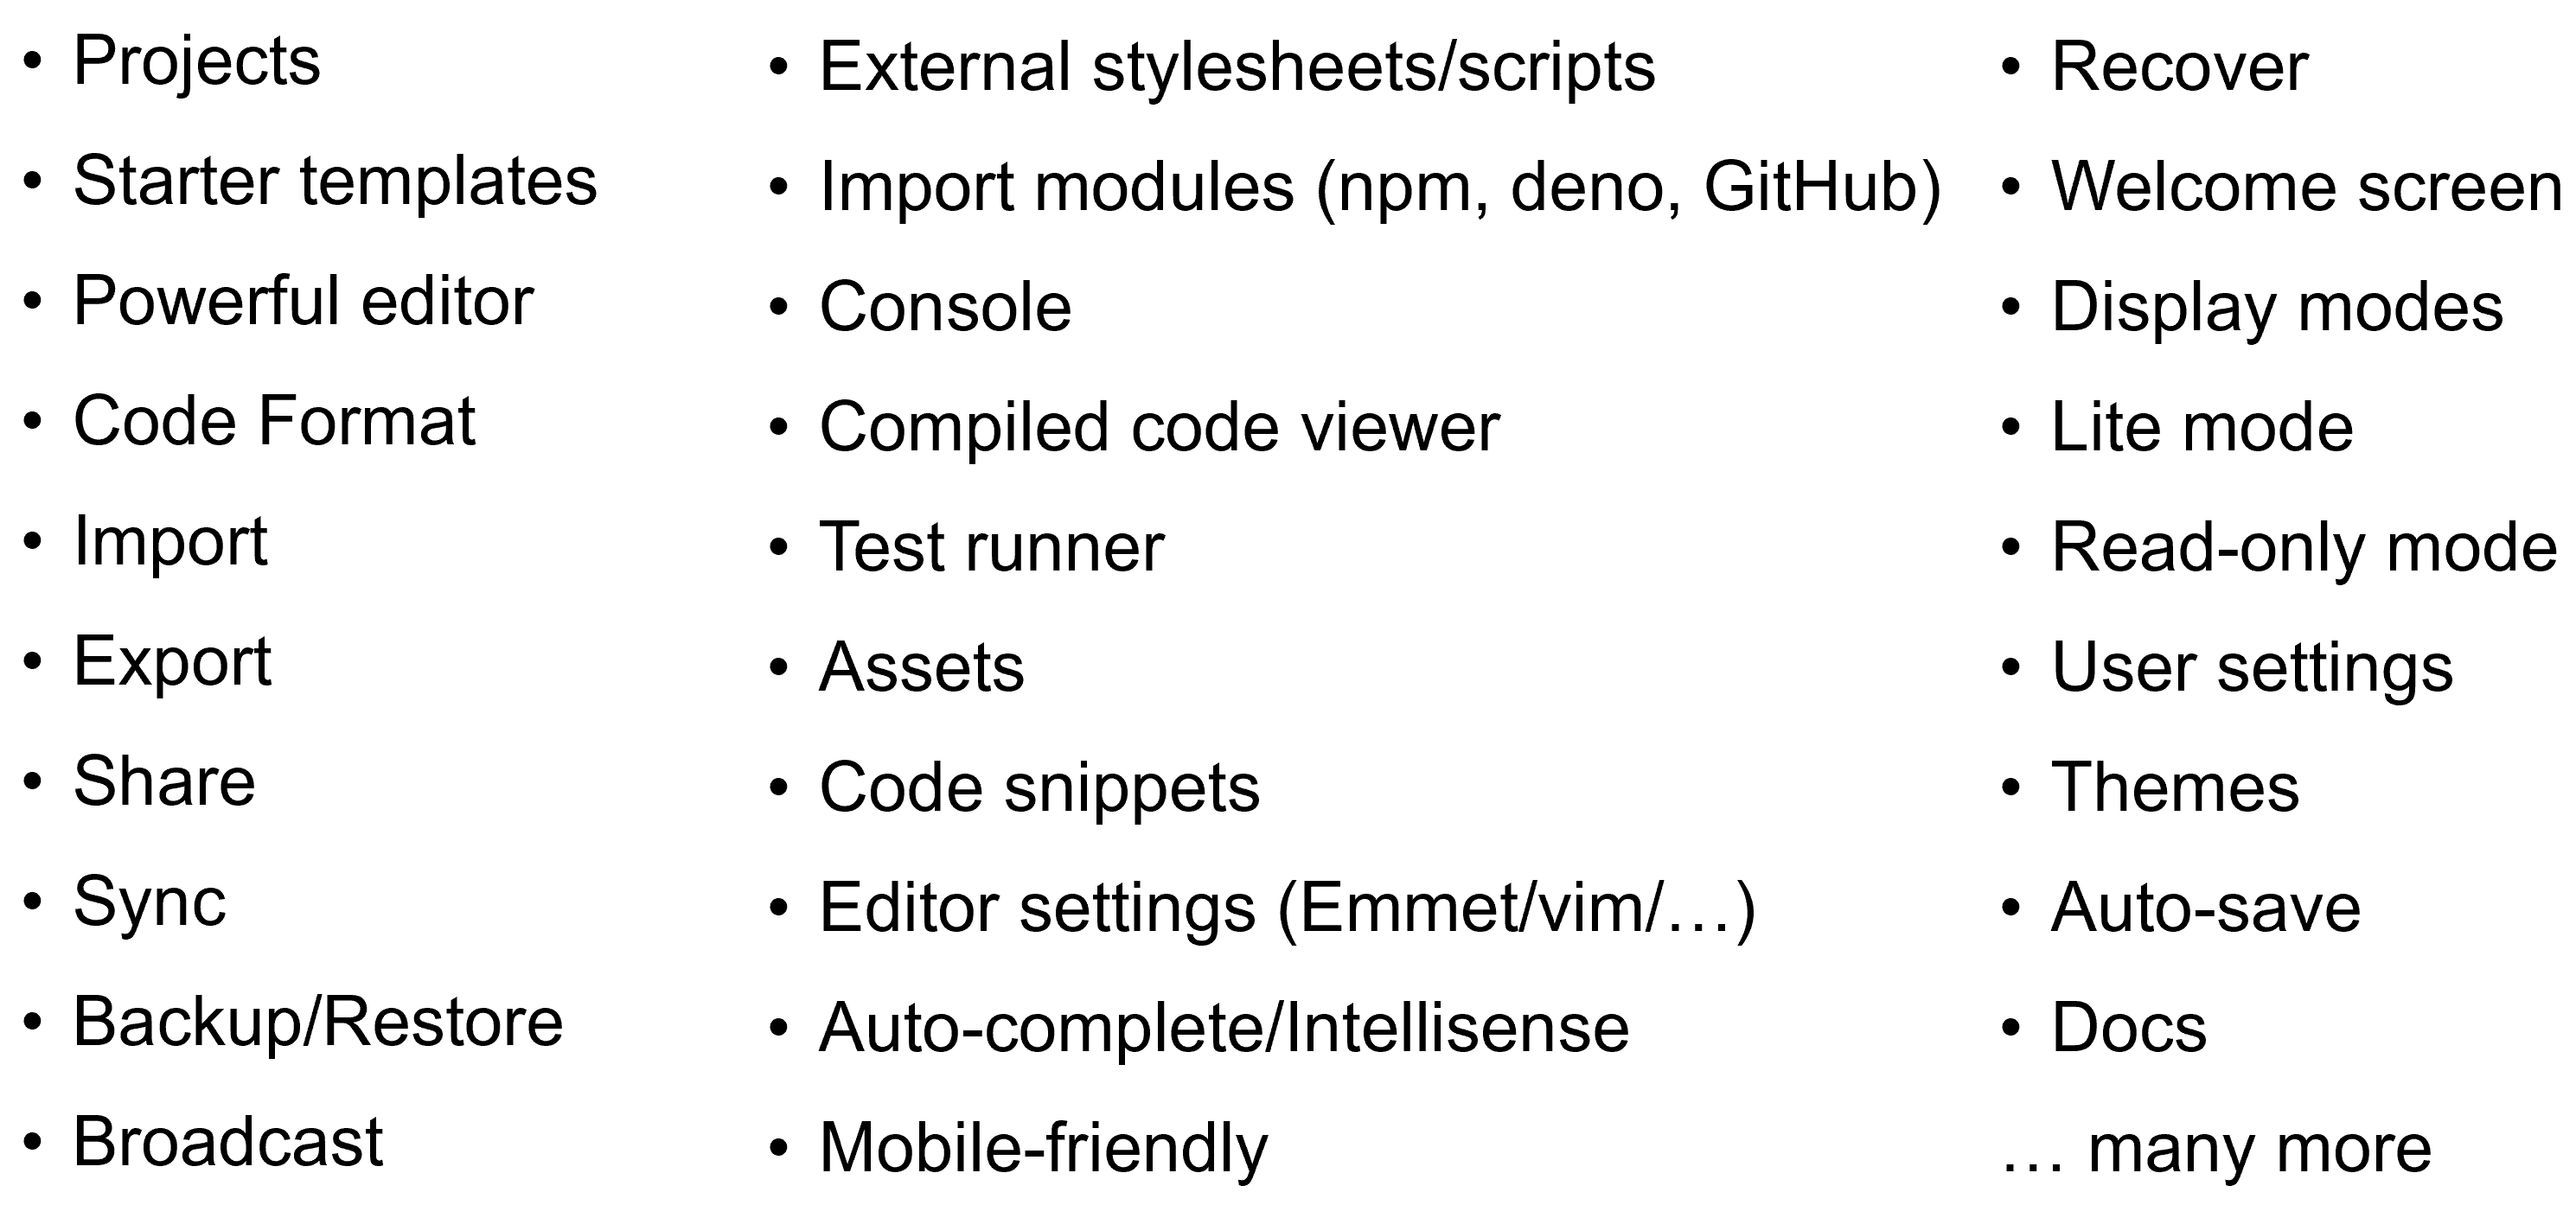 • Projects
• Starter templates
• Powerful editor
• Code Format
• Import
• Export
• Share
• Sync
• Backup/Restore
• Broadcast
• External stylesheets/scripts
• Import modules (npm, deno, GitHub)
• Console
• Compiled code viewer
• Test runner
• Assets
• Code snippets
• Editor settings (Emmet/vim/…)
• Auto-complete/Intellisense
• Mobile-friendly
• Recover
• Welcome screen
• Display modes
• Lite mode
• Read-only mode
• User settings
• Themes
• Auto-save
• Docs
… many more